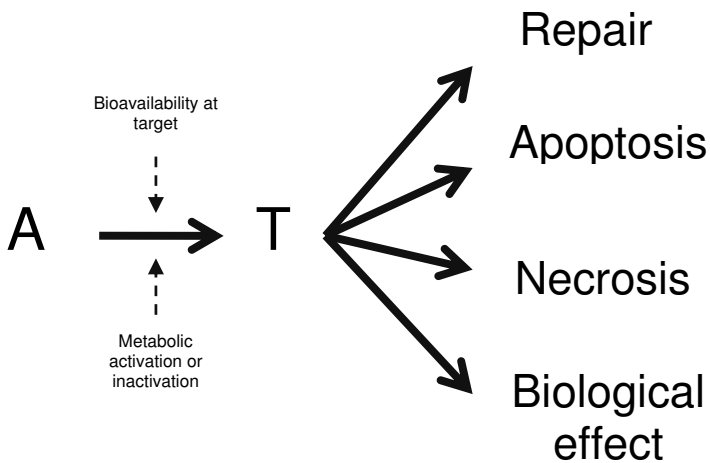 Repair
Bioavailability at
target
Apoptosis
A
T
Necrosis
Metabolic
activation or
inactivation
Biological
effect